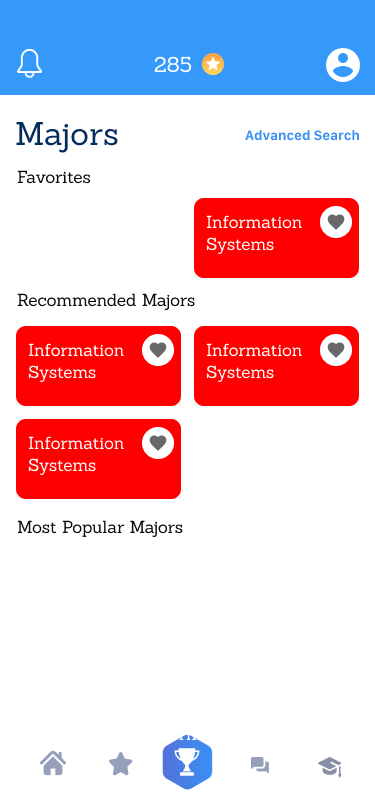 285
Majors
Advanced Search
Favorites
Information
Systems
Recommended Majors
Information
Systems
Information
Systems
Information
Systems
Most Popular Majors